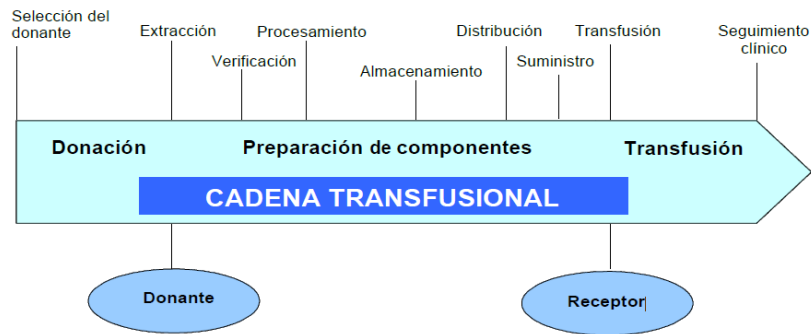 Selección del
donante
Extracción
Verificación
Procesamiento
Almacenamiento
Distribución
Suministro
Transfusión
Seguimiento
clínico
Donación
Preparación de componentes
Transfusión
CADENA TRANSFUSIONAL
Donante
Receptor